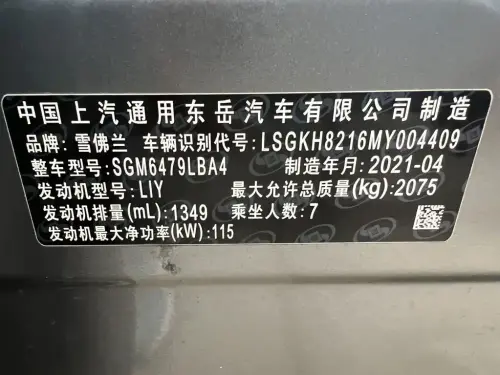 中国上汽通用东岳汽车有限公司制造
品牌: 雪佛兰 车辆识别代号: LSGKH8216MY004409
整车型号: SGM6479LBA4 制造年月: 2021-04
发动机型号: LIY 最大允许总质量(kg): 2075
发动机排量(mL): 1349 乘坐人数: 7
发动机最大净功率(kW): 115